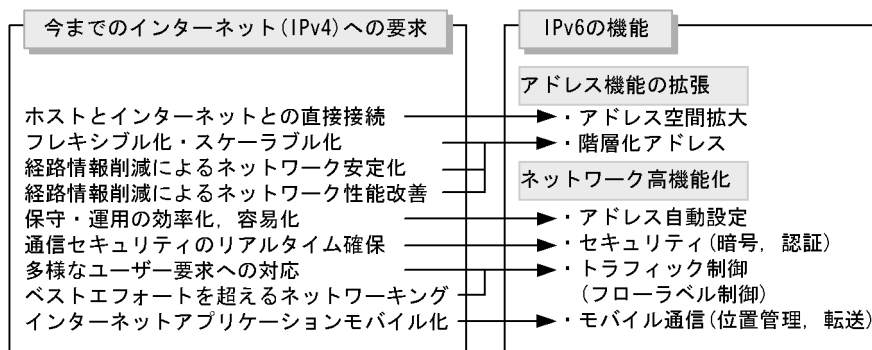 今までのインターネット(IPv4)への要求
ホストとインターネットとの直接接続
フレキシブル化・スケーラブル化
経路情報削減によるネットワーク安定化
経路情報削減によるネットワーク性能改善
保守・運用の効率化，容易化
通信セキュリティのリアルタイム確保
多様なユーザー要求への対応
ベストエフォートを超えるネットワーキング
インターネットアプリケーションモバイル化
IPv6の機能
アドレス機能の拡張
・アドレス空間拡大
・階層化アドレス
ネットワーク高機能化
・アドレス自動設定
・セキュリティ(暗号，認証)
・トラフィック制御
(フローラベル制御)
・モバイル通信(位置管理，転送)